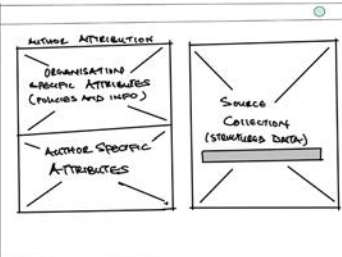 AUTHOR ATTRIBUTION
ORGANISATION
SPECIFIC ATTRIBUTES
(POLICIES AND INFO)
AUTHOR SPECIFIC
ATTRIBUTES
SOURCE
COLLECTION
(STRUCTURED DATA)